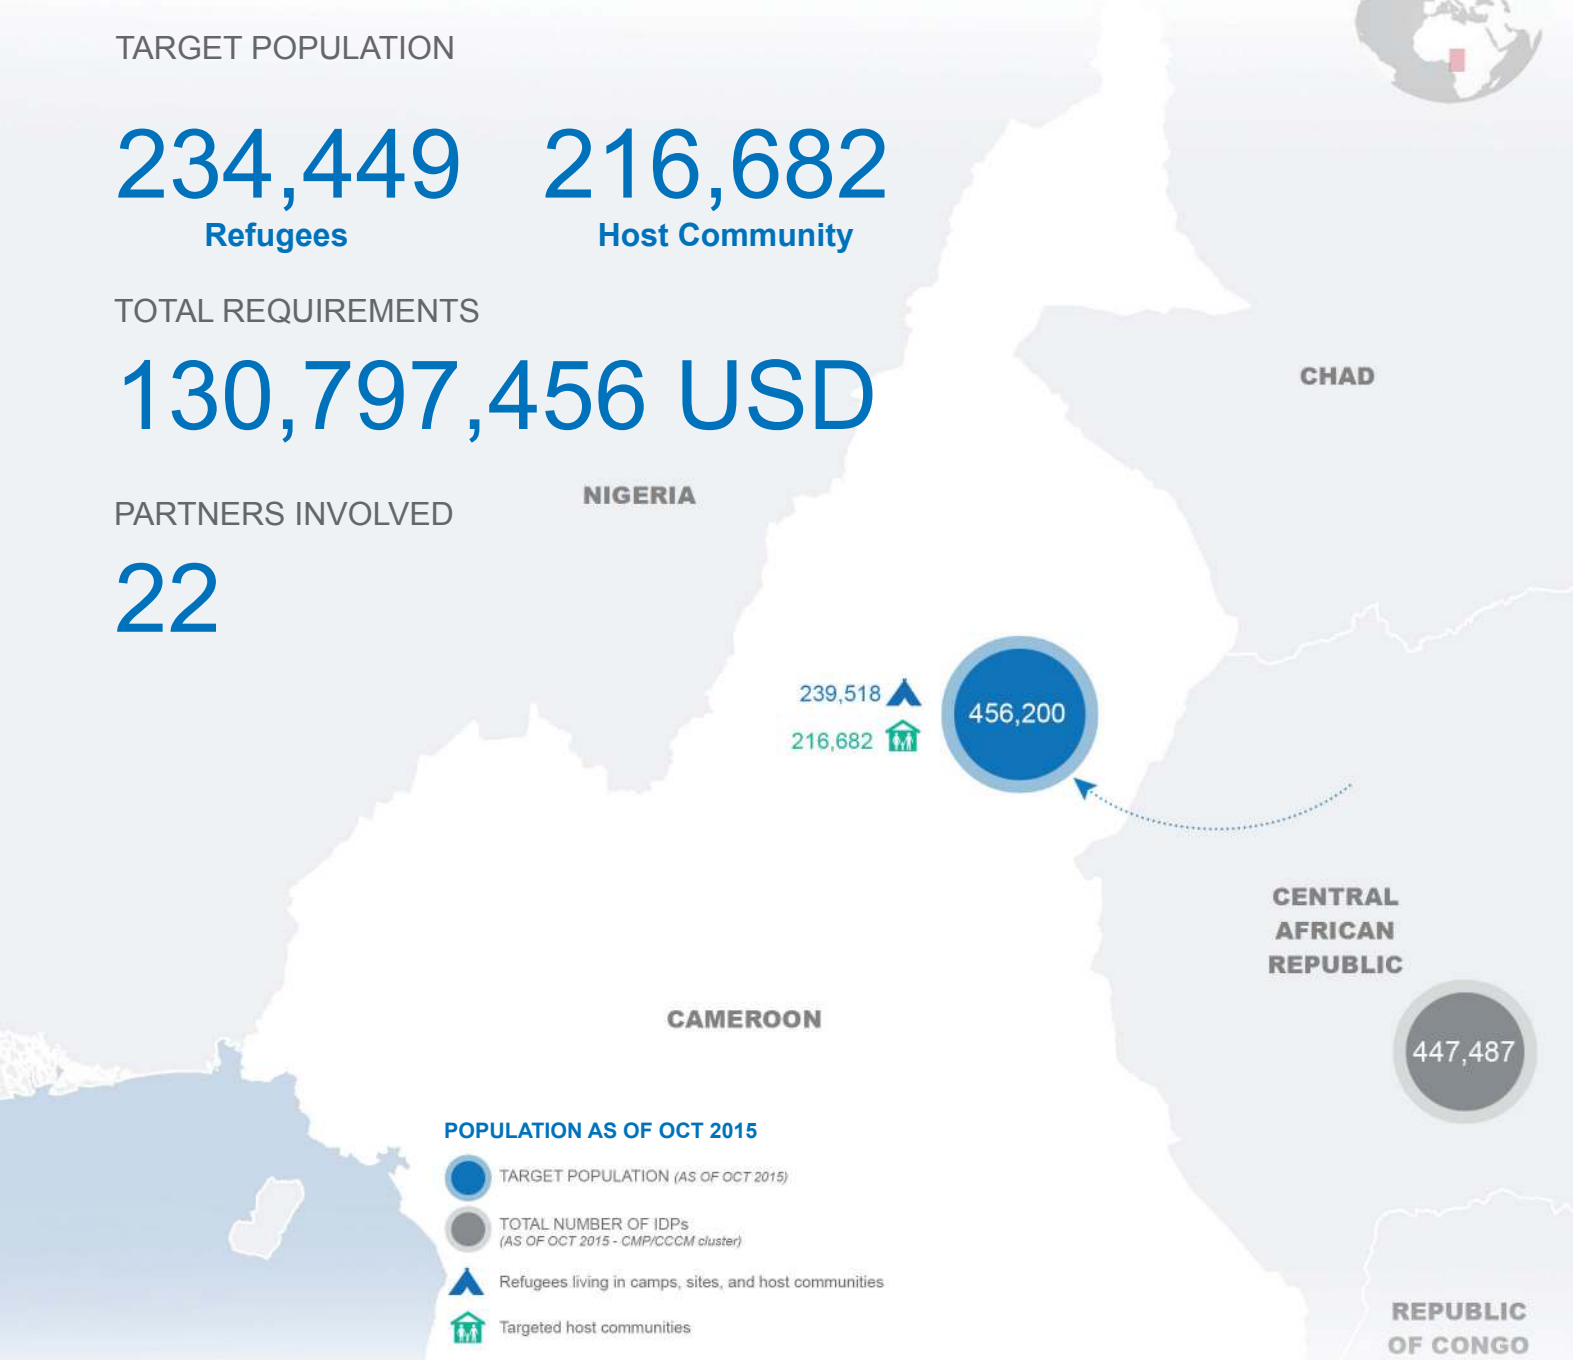 TARGET POPULATION
234,449 216,682
Refugees Host Community
TOTAL REQUIREMENTS
130,797,456 USD
CHAD
NIGERIA
PARTNERS INVOLVED
22
239,518
456,200
216,682
CENTRAL
AFRICAN
REPUBLIC
CAMEROON
447,487
POPULATION AS OF OCT 2015
TARGET POPULATION (AS OF OCT 2015)
TOTAL NUMBER OF IDPs
(AS OF OCT 2015 - CMP/CCCM cluster)
Refugees living in camps, sites, and host communities
Targeted host communities
REPUBLIC
OF CONGO